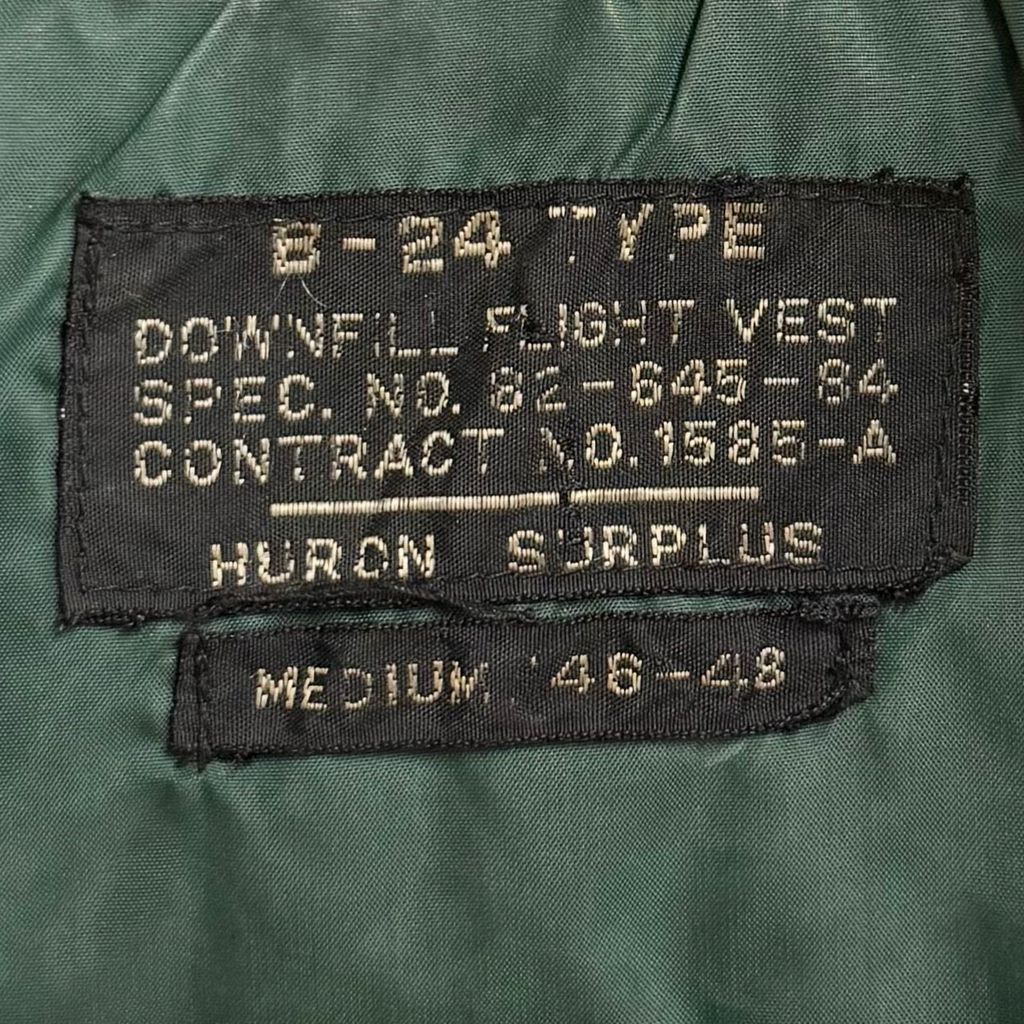 B-24 TYPE
DOWNFILL FLIGHT VEST
SPEC. NO. 82-645-84
CONTRACT NO. 1585-A
HURON SURPLUS
MEDIUM 46-48